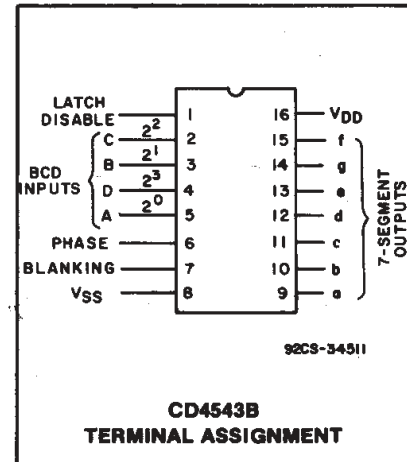 LATCH DISABLE 1 16 VDD
C 2² 2 15 f
B 2¹ 3 14 g
D 2³ 4 13 e
A 2⁰ 5 12 d
BCD INPUTS
PHASE 6 11 c
BLANKING 7 10 b
VSS 8 9 a
7-SEGMENT OUTPUTS
92CS-34511
CD4543B
TERMINAL ASSIGNMENT